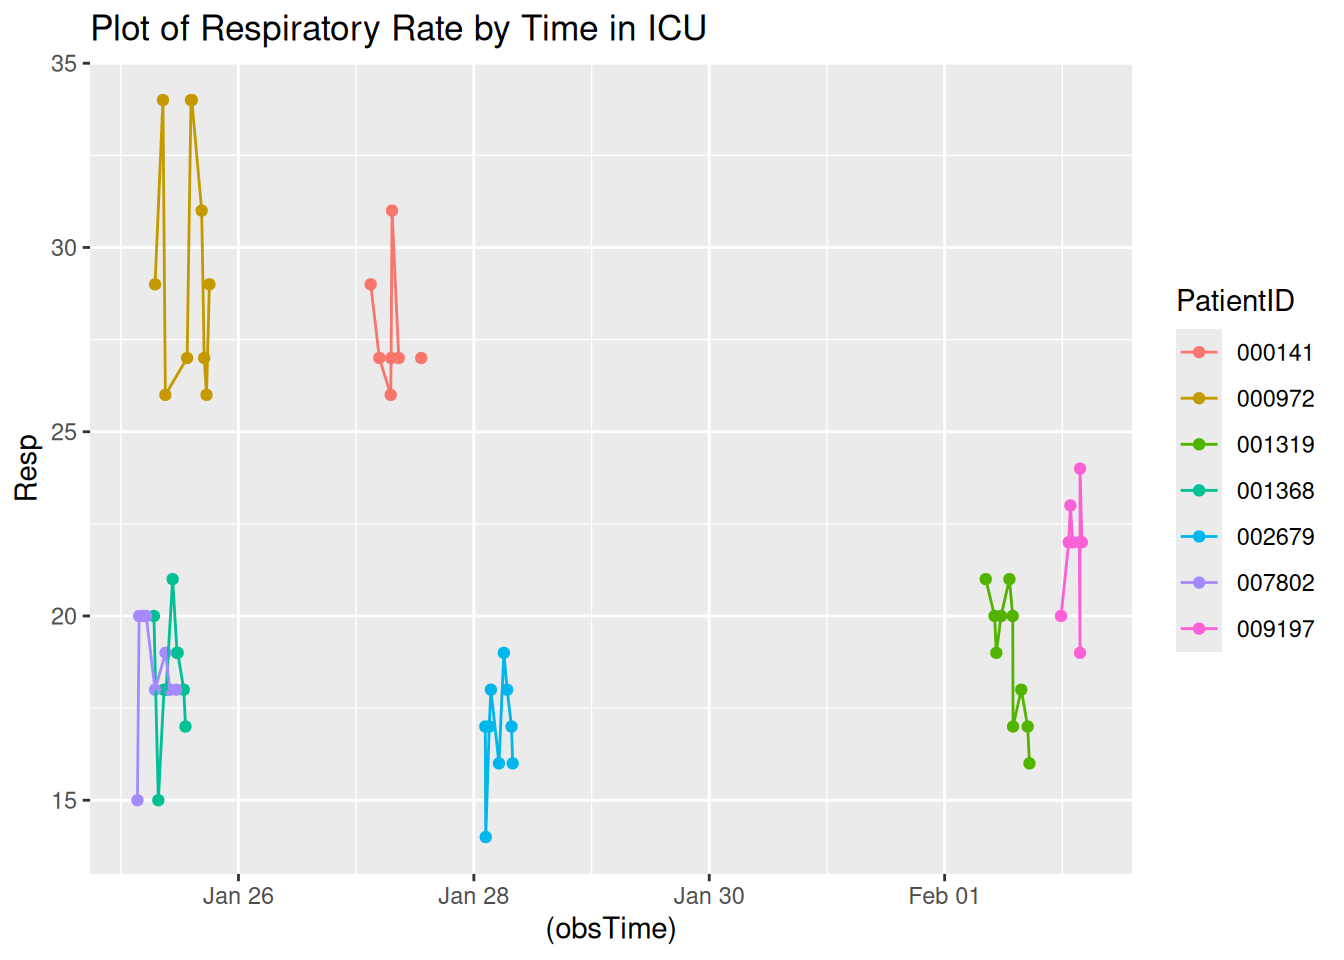 Plot of Respiratory Rate by Time in ICU
35
30
25
20
15
Resp
Jan 26
Jan 28
Jan 30
Feb 01
(obsTime)
PatientID
000141
000972
001319
001368
002679
007802
009197